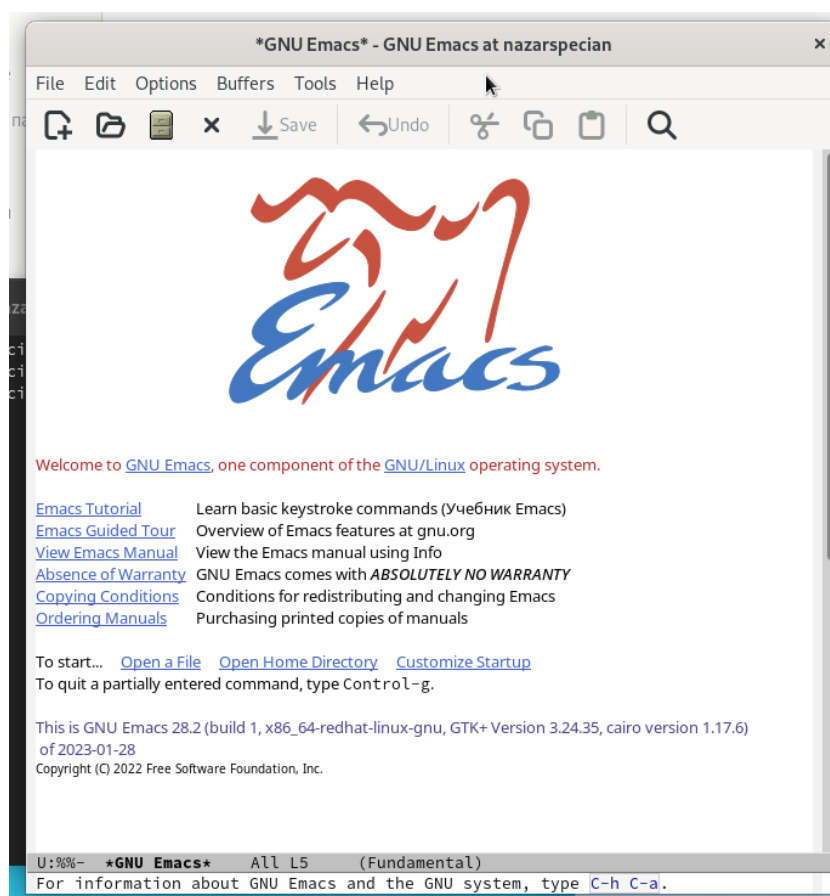 *GNU Emacs* - GNU Emacs at nazarspecian ×
File Edit Options Buffers Tools Help
Save Undo
Emacs
Welcome to GNU Emacs, one component of the GNU/Linux operating system.
Emacs Tutorial Learn basic keystroke commands (Учебник Emacs)
Emacs Guided Tour Overview of Emacs features at gnu.org
View Emacs Manual View the Emacs manual using Info
Absence of Warranty GNU Emacs comes with ABSOLUTELY NO WARRANTY
Copying Conditions Conditions for redistributing and changing Emacs
Ordering Manuals Purchasing printed copies of manuals
To start... Open a File Open Home Directory Customize Startup
To quit a partially entered command, type Control-g.
This is GNU Emacs 28.2 (build 1, x86_64-redhat-linux-gnu, GTK+ Version 3.24.35, cairo version 1.17.6)
of 2023-01-28
Copyright (C) 2022 Free Software Foundation, Inc.
U:%%- *GNU Emacs* All L5 (Fundamental)
For information about GNU Emacs and the GNU system, type C-h C-a.